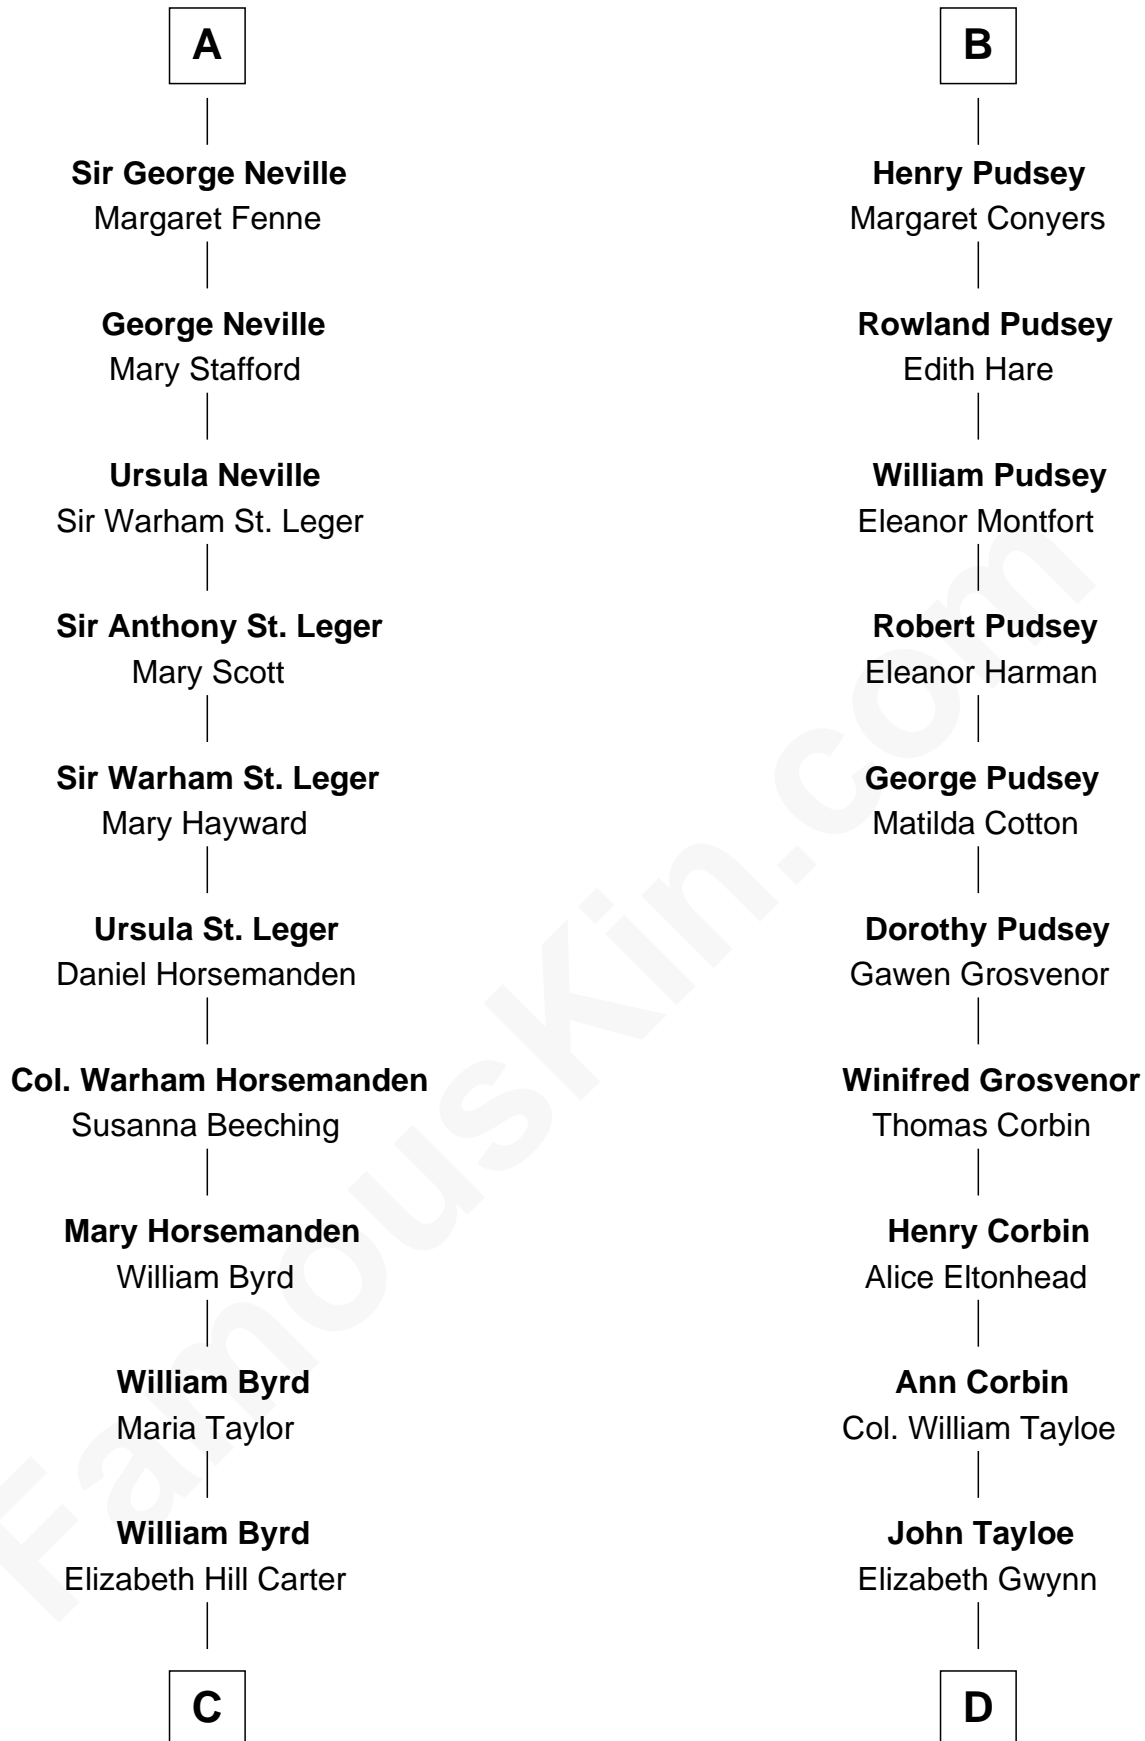 A
Sir George Neville
Margaret Fenne
George Neville
Mary Stafford
Ursula Neville
Sir Warham St. Leger
Sir Anthony St. Leger
Mary Scott
Sir Warham St. Leger
Mary Hayward
Ursula St. Leger
Daniel Horsemanden
Col. Warham Horsemanden
Susanna Beeching
Mary Horsemanden
William Byrd
William Byrd
Maria Taylor
William Byrd
Elizabeth Hill Carter
C
B
Henry Pudsey
Margaret Conyers
Rowland Pudsey
Edith Hare
William Pudsey
Eleanor Montfort
Robert Pudsey
Eleanor Harman
George Pudsey
Matilda Cotton
Dorothy Pudsey
Gawen Grosvenor
Winifred Grosvenor
Thomas Corbin
Henry Corbin
Alice Eltonhead
Ann Corbin
Col. William Tayloe
John Tayloe
Elizabeth Gwynn
D
FamousKin.com